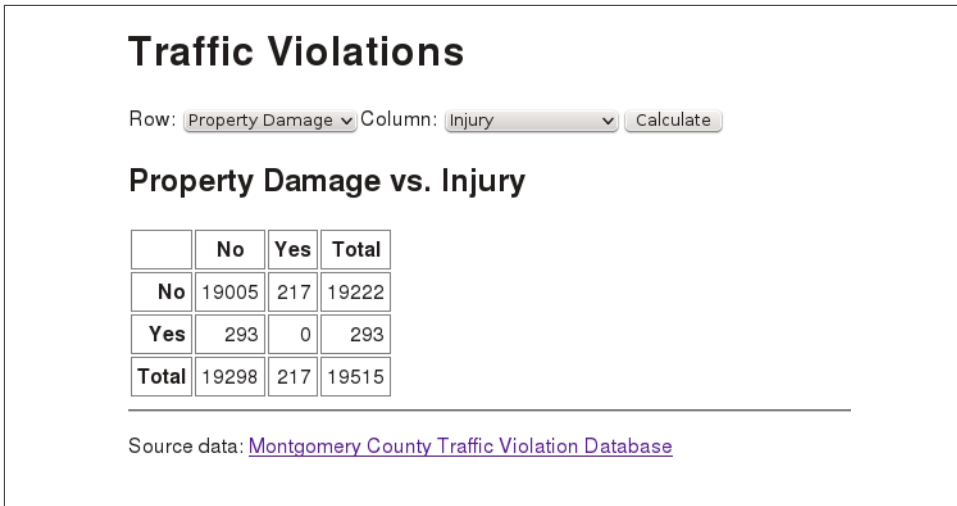 Traffic Violations
Row: Property Damage Column: Injury Calculate
Property Damage vs. Injury
No Yes Total
No 19005 217 19222
Yes 293 0 293
Total 19298 217 19515
Source data: Montgomery County Traffic Violation Database